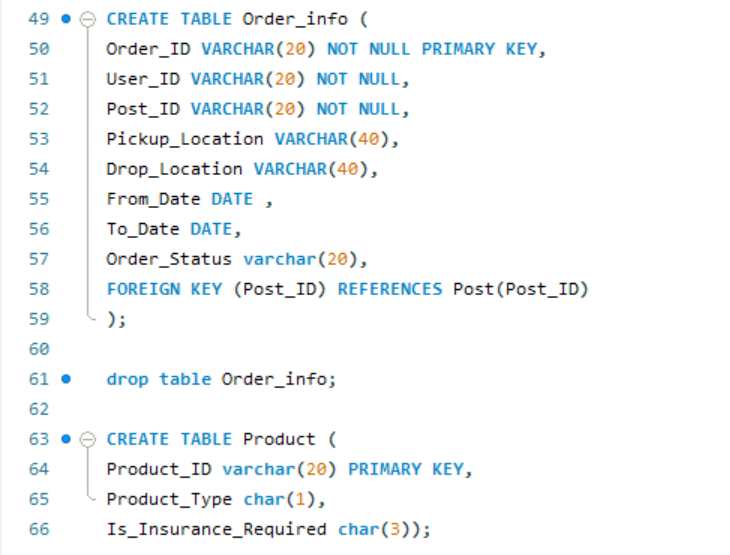 49 CREATE TABLE Order_info (
50 Order_ID VARCHAR(20) NOT NULL PRIMARY KEY,
51 User_ID VARCHAR(20) NOT NULL,
52 Post_ID VARCHAR(20) NOT NULL,
53 Pickup_Location VARCHAR(40),
54 Drop_Location VARCHAR(40),
55 From_Date DATE ,
56 To_Date DATE,
57 Order_Status varchar(20),
58 FOREIGN KEY (Post_ID) REFERENCES Post(Post_ID)
59 );
60
61 drop table Order_info;
62
63 CREATE TABLE Product (
64 Product_ID varchar(20) PRIMARY KEY,
65 Product_Type char(1),
66 Is_Insurance_Required char(3));